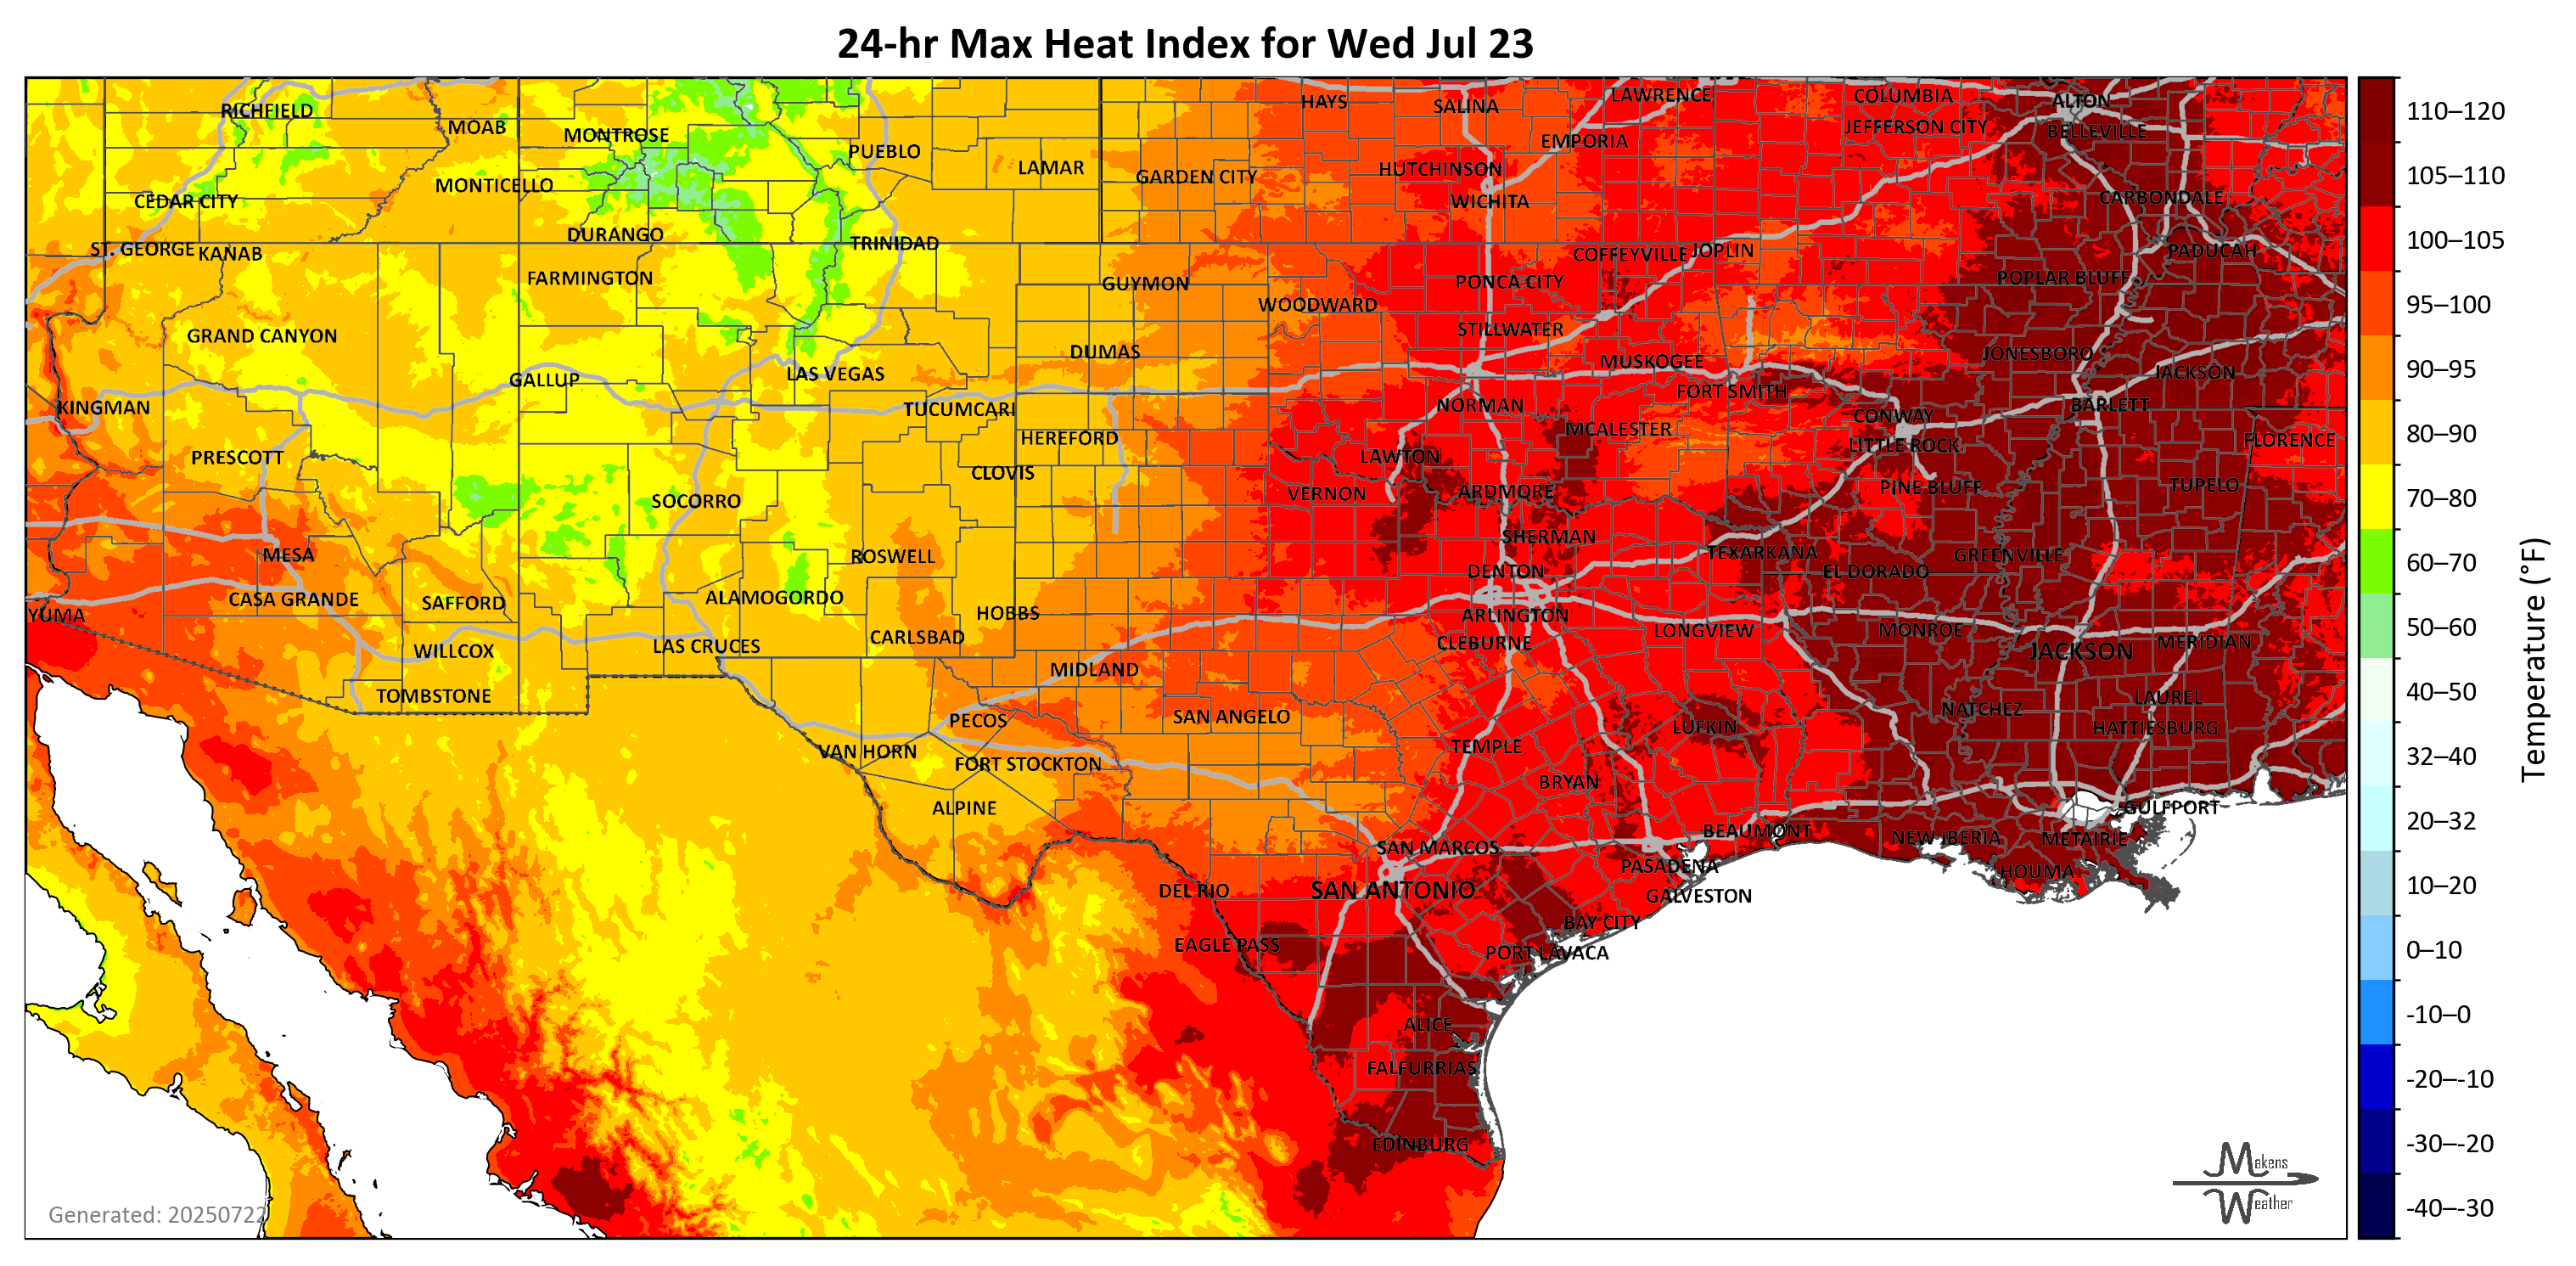 24-hr Max Heat Index for Wed Jul 23
RICHFIELD
MOAB
MONTROSE
PUEBLO
LAMAR
HAYS
SALINA
LAWRENCE
COLUMBIA
ALTON
EMPORIA
JEFFERSON CITY
BELLEVILLE
MONTICELLO
GARDEN CITY
HUTCHINSON
CEDAR CITY
WICHITA
CARBONDALE
DURANGO
TRINIDAD
ST. GEORGE
KANAB
COFFEYVILLE
JOPLIN
PADUCAH
FARMINGTON
GUYMON
PONCA CITY
POPLAR BLUFF
WOODWARD
GRAND CANYON
STILLWATER
DUMAS
MUSKOGEE
JONESBORO
GALLUP
LAS VEGAS
FORT SMITH
JACKSON
KINGMAN
TUCUMCARI
NORMAN
CONWAY
BARLETT
HEREFORD
MCALESTER
LITTLE ROCK
FLORENCE
PRESCOTT
CLOVIS
LAWTON
SOCORRO
VERNON
ARDMORE
PINE BLUFF
TUPELO
MESA
ROSWELL
SHERMAN
TEXARKANA
GREENVILLE
DENTON
EL DORADO
YUMA
CASA GRANDE
SAFFORD
ALAMOGORDO
HOBBS
ARLINGTON
WILLCOX
LAS CRUCES
CARLSBAD
CLEBURNE
LONGVIEW
MONROE
JACKSON
MERIDIAN
MIDLAND
TOMBSTONE
PECOS
SAN ANGELO
LUFKIN
NATCHEZ
LAUREL
HATTIESBURG
VAN HORN
FORT STOCKTON
TEMPLE
BRYAN
ALPINE
GULFPORT
SAN MARCOS
BEAUMONT
NEW IBERIA
METAIRIE
DEL RIO
SAN ANTONIO
PASADENA
HOUMA
GALVESTON
EAGLE PASS
BAY CITY
PORT LAVACA
ALICE
FALFURRIAS
EDINBURG
Generated: 20250722
Makens
Weather
110–120
105–110
100–105
95–100
90–95
80–90
70–80
60–70
50–60
40–50
32–40
20–32
10–20
0–10
-10–0
-20–-10
-30–-20
-40–-30
Temperature (°F)